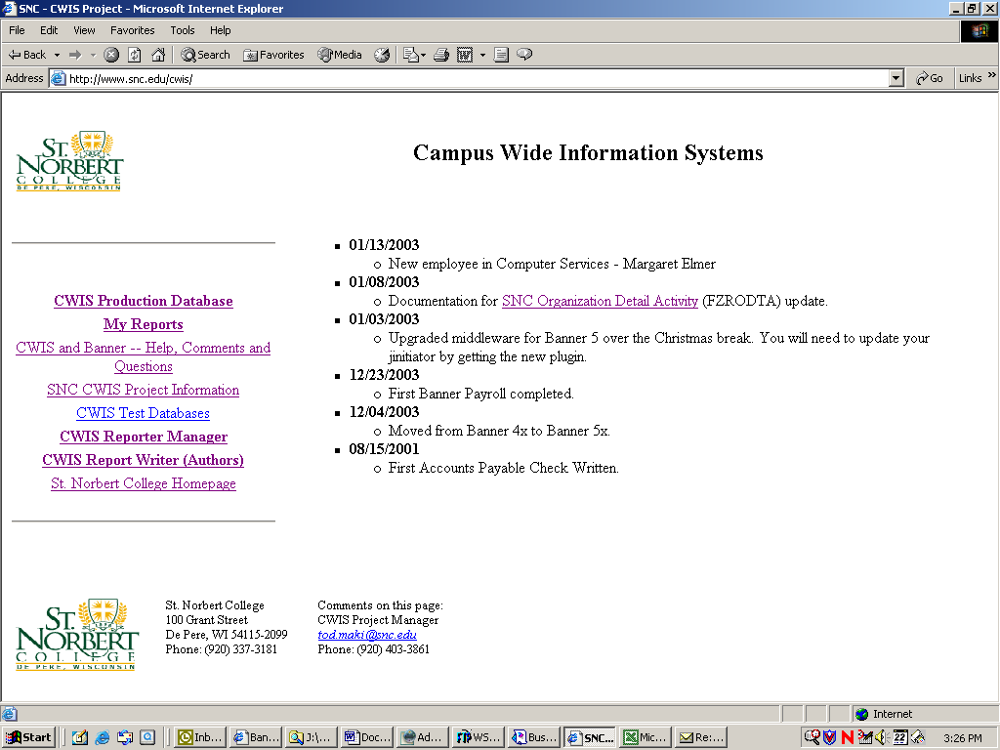 SNC - CWIS Project - Microsoft Internet Explorer
File Edit View Favorites Tools Help
Back Search Favorites Media
Address http://www.snc.edu/cwis/ Go Links »
ST. NORBERT
COLLEGE
DE PERE, WISCONSIN
Campus Wide Information Systems
CWIS Production Database
My Reports
CWIS and Banner -- Help, Comments and
Questions
SNC CWIS Project Information
CWIS Test Databases
CWIS Reporter Manager
CWIS Report Writer (Authors)
St. Norbert College Homepage
01/13/2003
New employee in Computer Services - Margaret Elmer
01/08/2003
Documentation for SNC Organization Detail Activity (FZRODTA) update.
01/03/2003
Upgraded middleware for Banner 5 over the Christmas break. You will need to update your
jinitiator by getting the new plugin.
12/23/2003
First Banner Payroll completed.
12/04/2003
Moved from Banner 4x to Banner 5x.
08/15/2001
First Accounts Payable Check Written.
ST. NORBERT
COLLEGE
DE PERE, WISCONSIN
St. Norbert College
100 Grant Street
De Pere, WI 54115-2099
Phone: (920) 337-3181
Comments on this page:
CWIS Project Manager
tod.maki@snc.edu
Phone: (920) 403-3861
Internet
Start Inb... Ban... J:\... Doc... Ad... WS... Bus... SNC... Mic... Re:... 22 3:26 PM